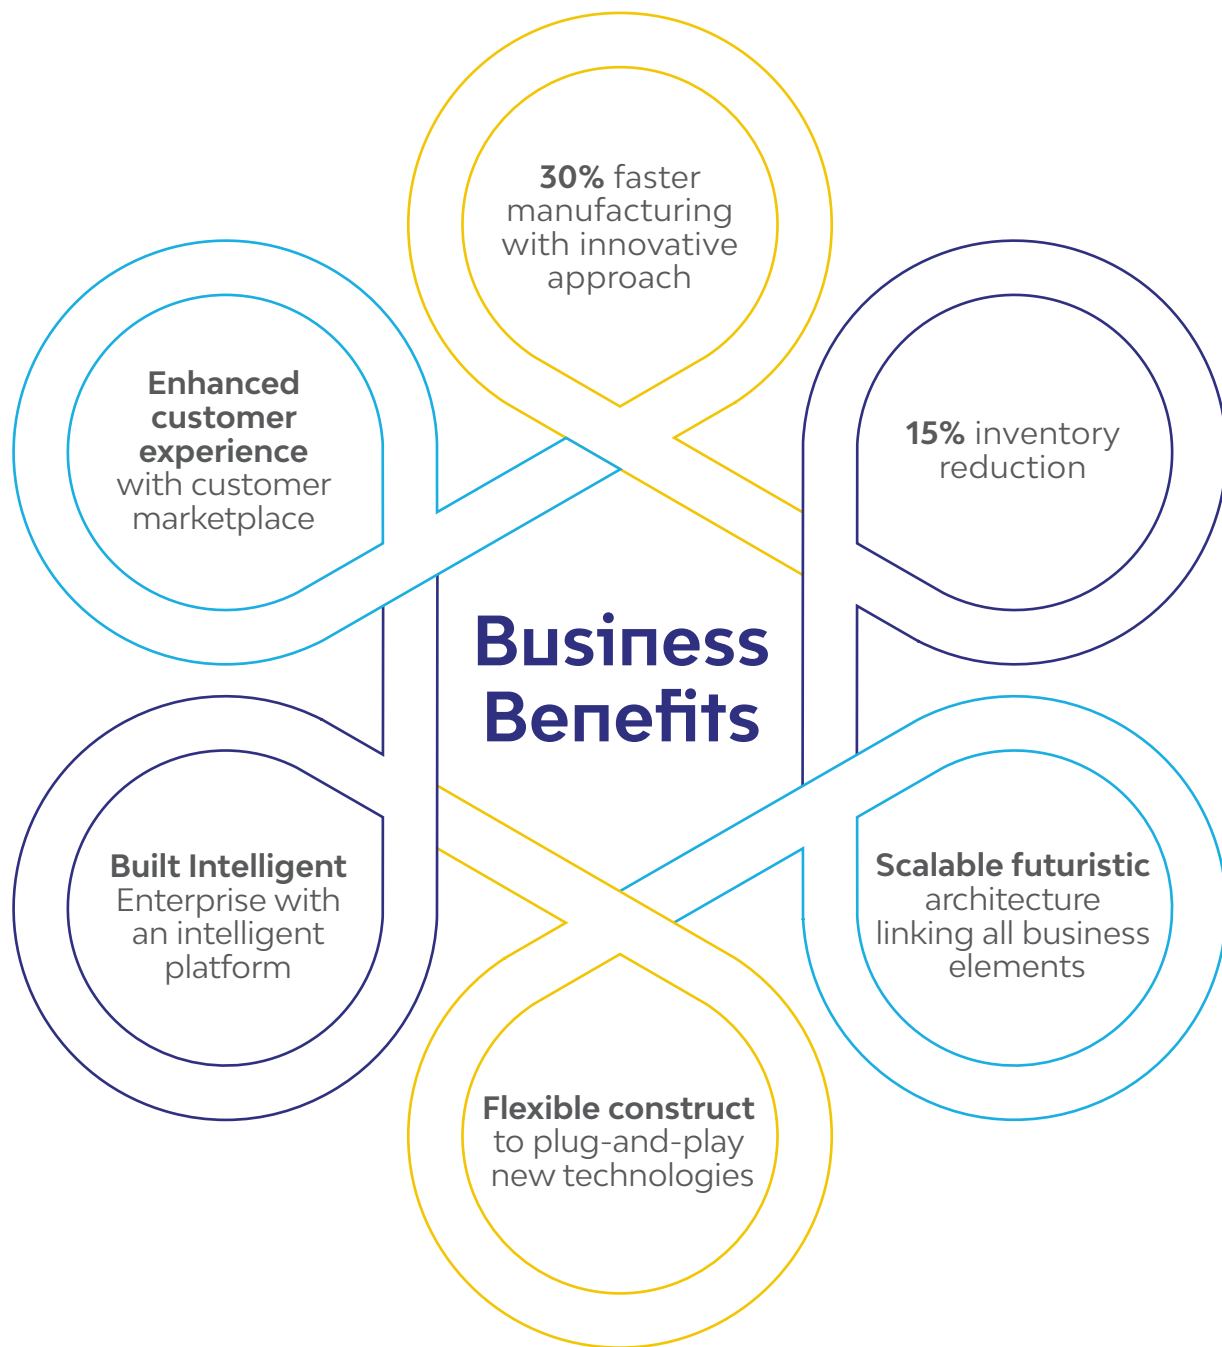 30% faster
manufacturing
with innovative
approach
Enhanced
customer
experience
with customer
marketplace
15% inventory
reduction
Business
Benefits
Built Intelligent
Enterprise with
an intelligent
platform
Scalable futuristic
architecture
linking all business
elements
Flexible construct
to plug-and-play
new technologies